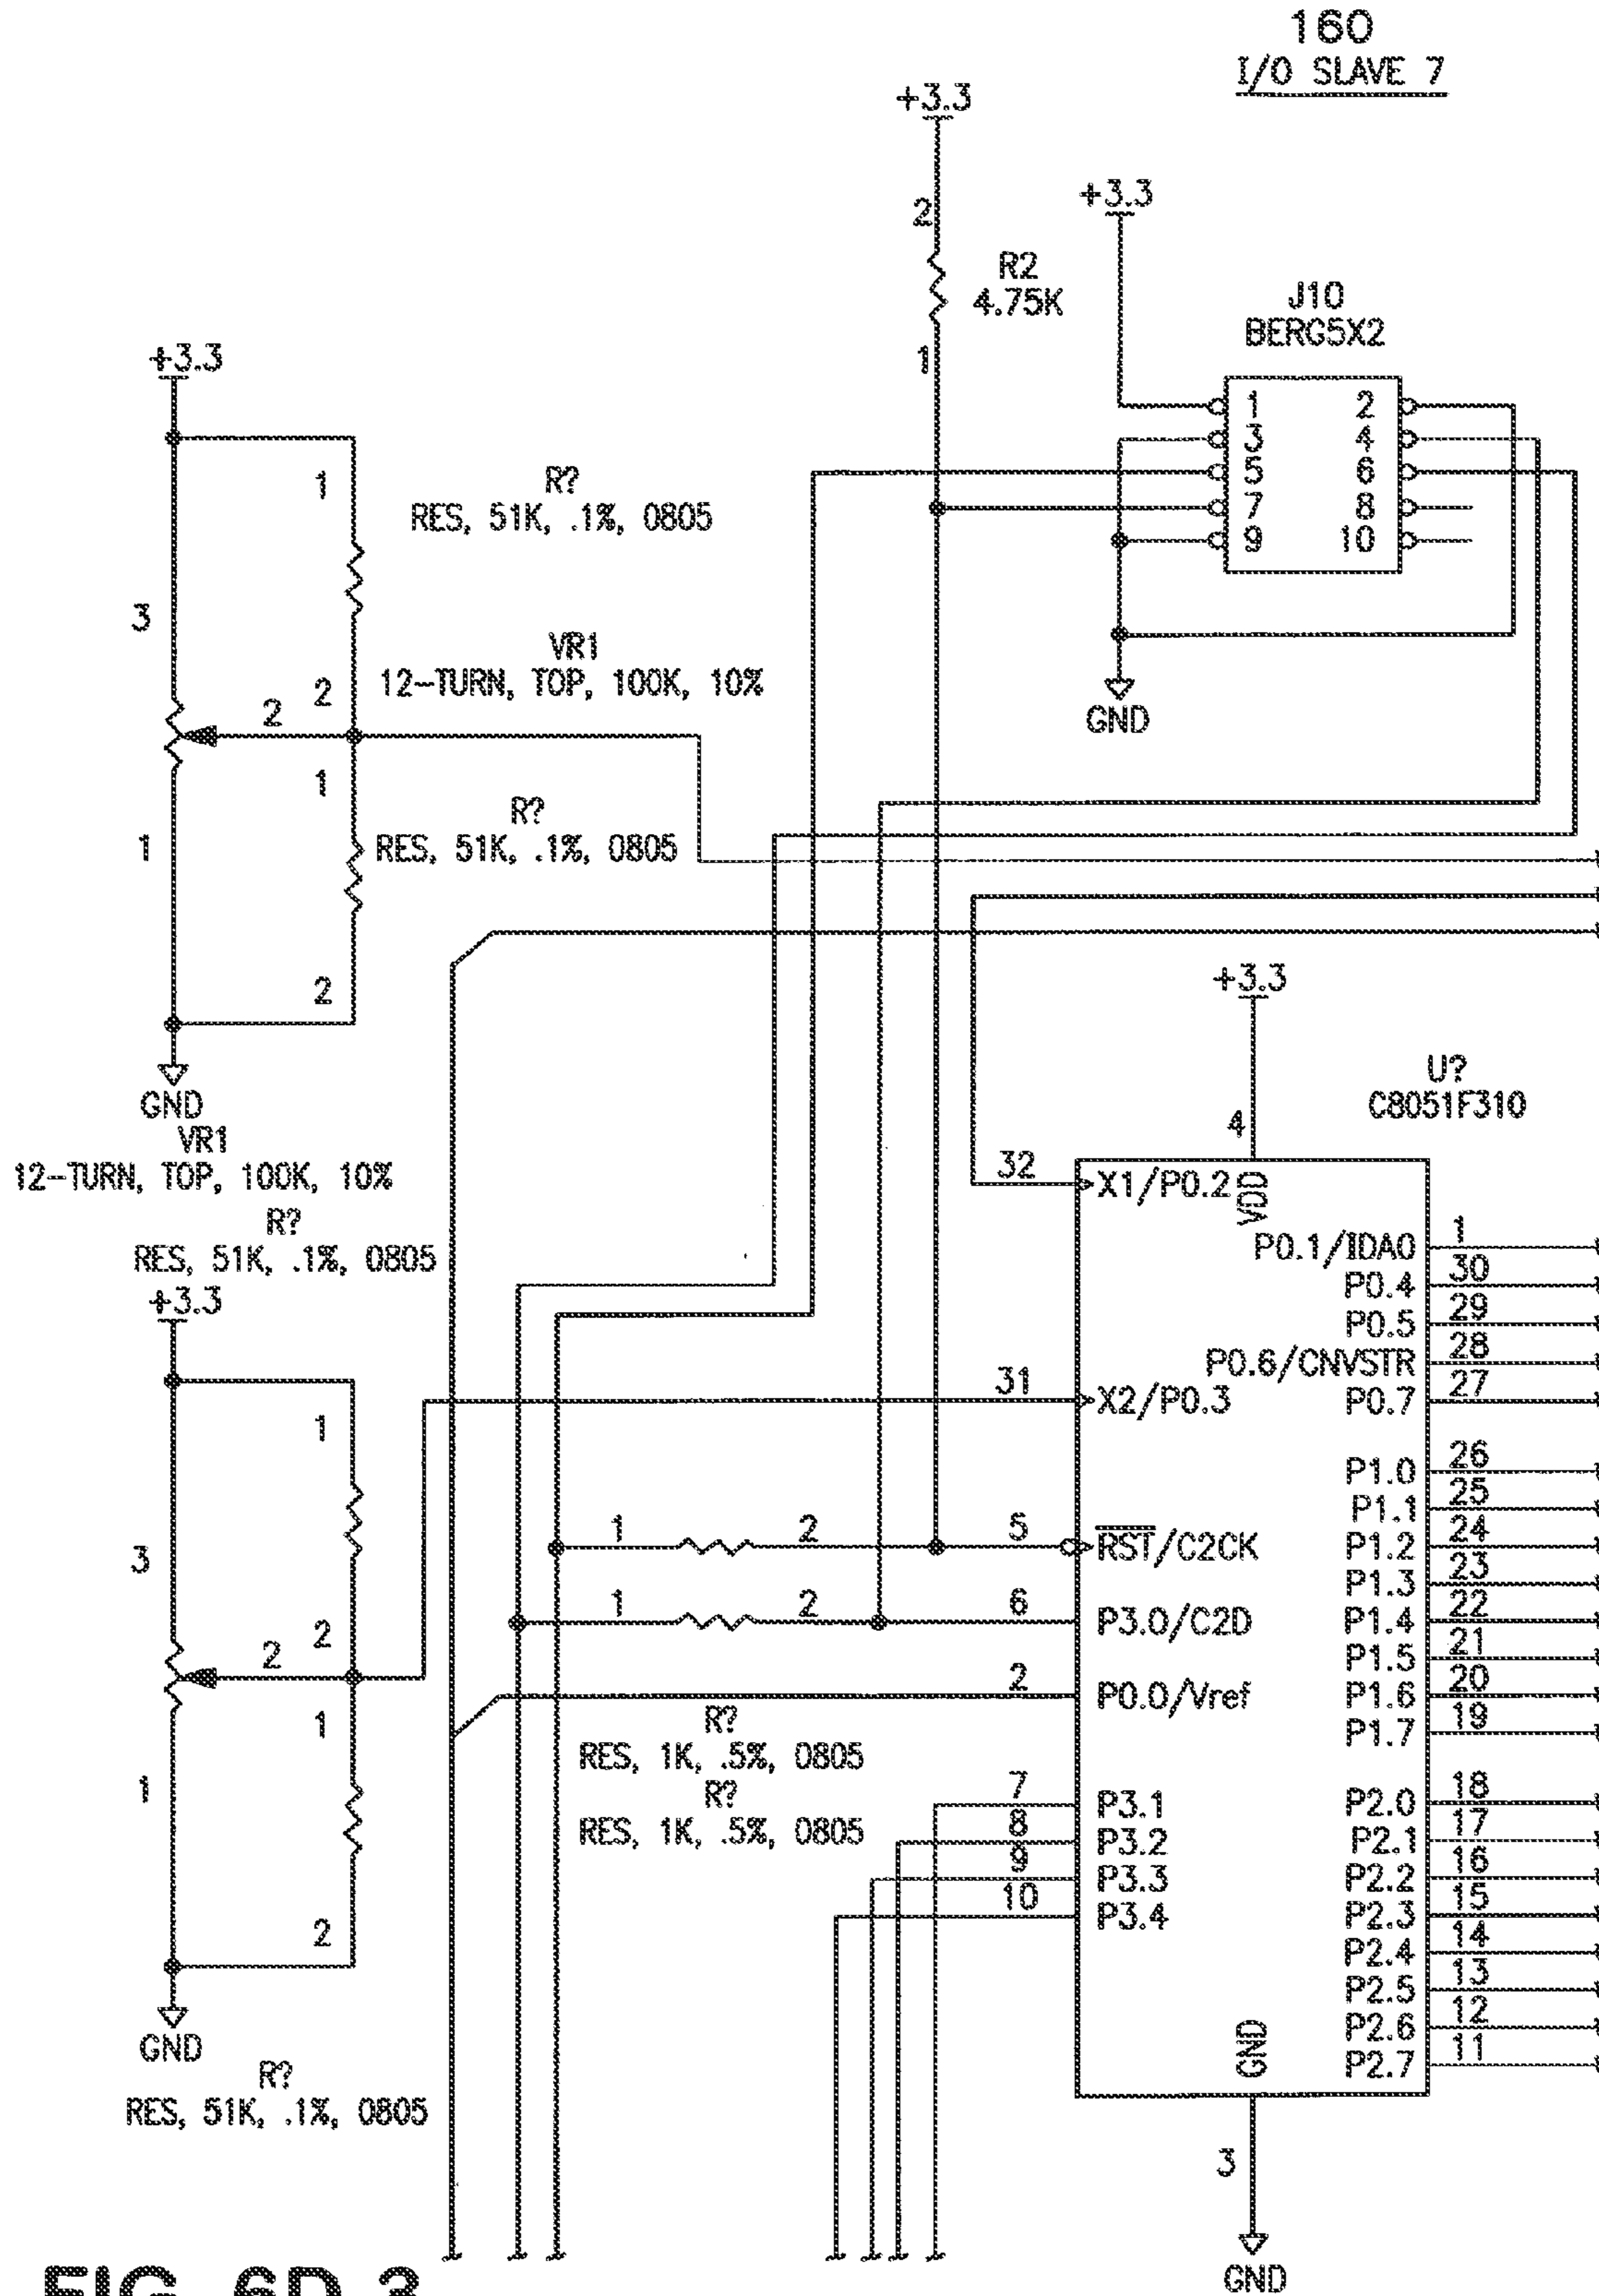 160
I/O SLAVE 7
+3.3
2
R2
4.75K
1
+3.3
J10
BERG5X2
1 2
3 4
5 6
7 8
9 10
GND
+3.3
1
R?
RES, 51K, .1%, 0805
3
VR1
12-TURN, TOP, 100K, 10%
2
2
1
R?
RES, 51K, .1%, 0805
1
2
GND
VR1
12-TURN, TOP, 100K, 10%
R?
RES, 51K, .1%, 0805
+3.3
1
3
2
2
1
1
2
GND
R?
RES, 51K, .1%, 0805
+3.3
U?
C8051F310
4
32
X1/P0.2
VDD
P0.1/IDA0 1
P0.4 30
P0.5 29
P0.6/CNVSTR 28
P0.7 27
31
X2/P0.3
P1.0 26
P1.1 25
P1.2 24
P1.3 23
P1.4 22
P1.5 21
P1.6 20
P1.7 19
1 2 5
RST/C2CK
1 2 6
P3.0/C2D
2
P0.0/Vref
R?
RES, 1K, .5%, 0805
R?
RES, 1K, .5%, 0805
7 P3.1
8 P3.2
9 P3.3
10 P3.4
P2.0 18
P2.1 17
P2.2 16
P2.3 15
P2.4 14
P2.5 13
P2.6 12
P2.7 11
GND
3
GND
FIG. 6D-3